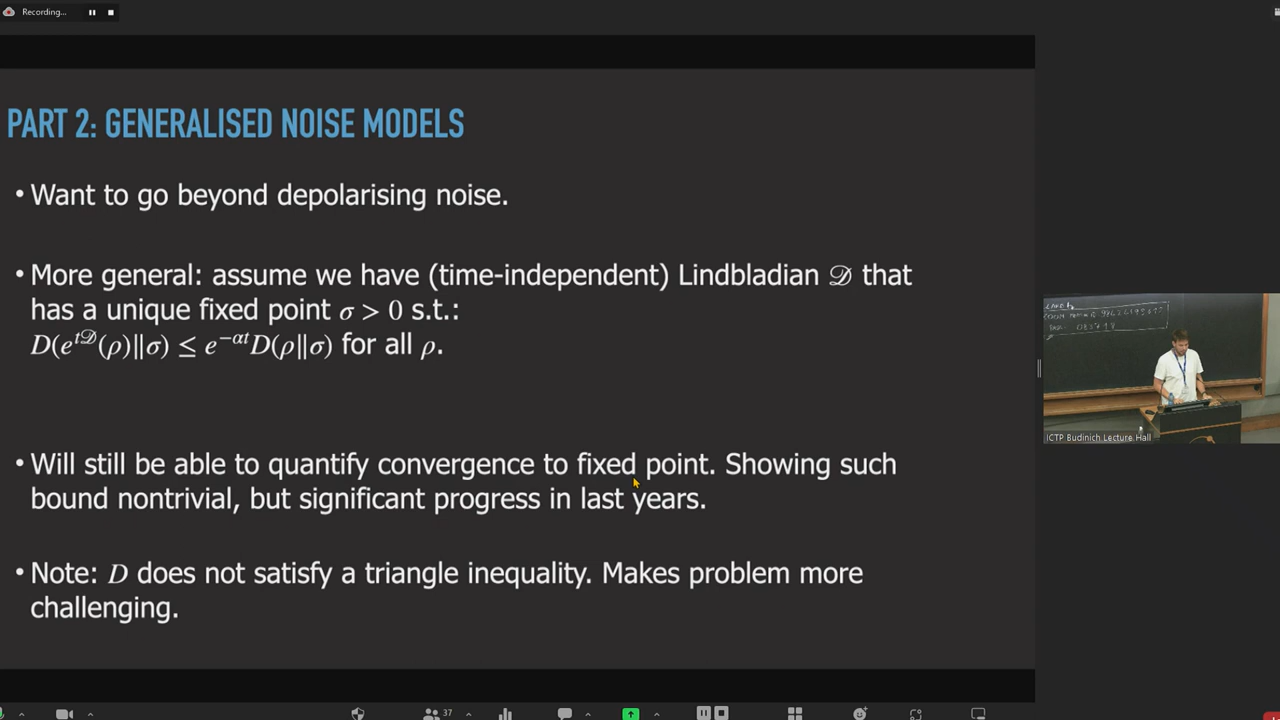 Recording...
PART 2: GENERALISED NOISE MODELS
• Want to go beyond depolarising noise.
• More general: assume we have (time-independent) Lindbladian 𝒟 that
has a unique fixed point σ > 0 s.t.:
D(e^{t𝒟}(ρ)‖σ) ≤ e^{−αt}D(ρ‖σ) for all ρ.
• Will still be able to quantify convergence to fixed point. Showing such
bound nontrivial, but significant progress in last years.
• Note: D does not satisfy a triangle inequality. Makes problem more
challenging.
ICTP Budinich Lecture Hall
37